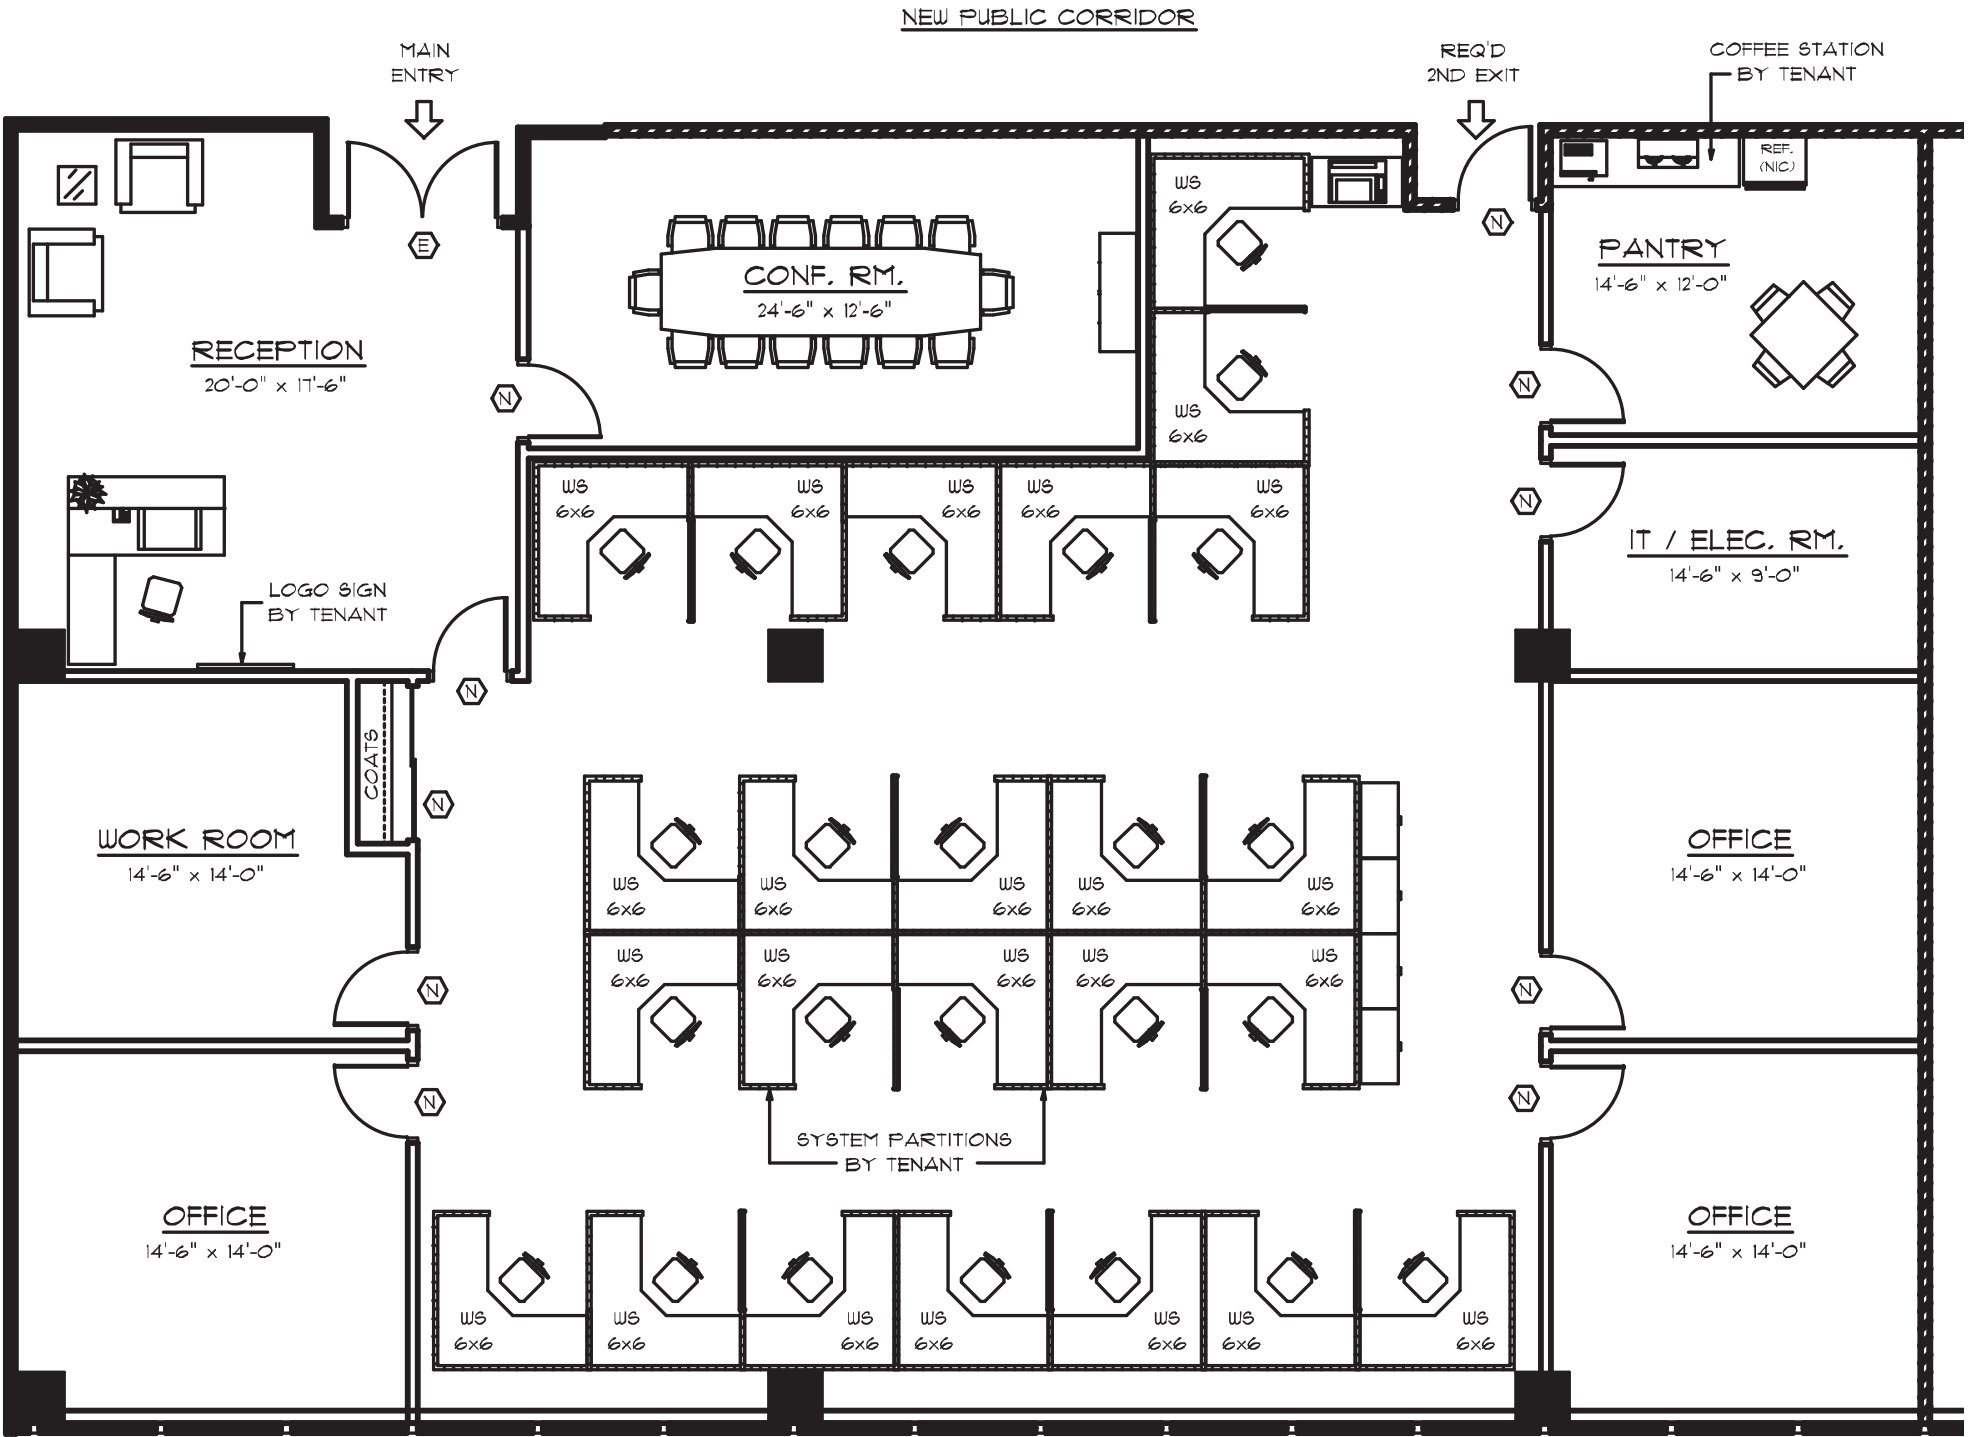 NEW PUBLIC CORRIDOR
MAIN
ENTRY
REQ'D
2ND EXIT
COFFEE STATION
BY TENANT
REF.
(NIC)
WS
6x6
E
N
PANTRY
14'-6" x 12'-0"
CONF. RM.
24'-6" x 12'-6"
RECEPTION
20'-0" x 17'-6"
N
N
WS
6x6
WS
6x6
WS
6x6
WS
6x6
WS
6x6
WS
6x6
N
IT / ELEC. RM.
14'-6" x 9'-0"
LOGO SIGN
BY TENANT
N
COATS
N
WORK ROOM
14'-6" x 14'-0"
OFFICE
14'-6" x 14'-0"
WS
6x6
WS
6x6
WS
6x6
WS
6x6
WS
6x6
WS
6x6
WS
6x6
WS
6x6
WS
6x6
WS
6x6
N
N
N
N
SYSTEM PARTITIONS
BY TENANT
OFFICE
14'-6" x 14'-0"
OFFICE
14'-6" x 14'-0"
WS
6x6
WS
6x6
WS
6x6
WS
6x6
WS
6x6
WS
6x6
WS
6x6